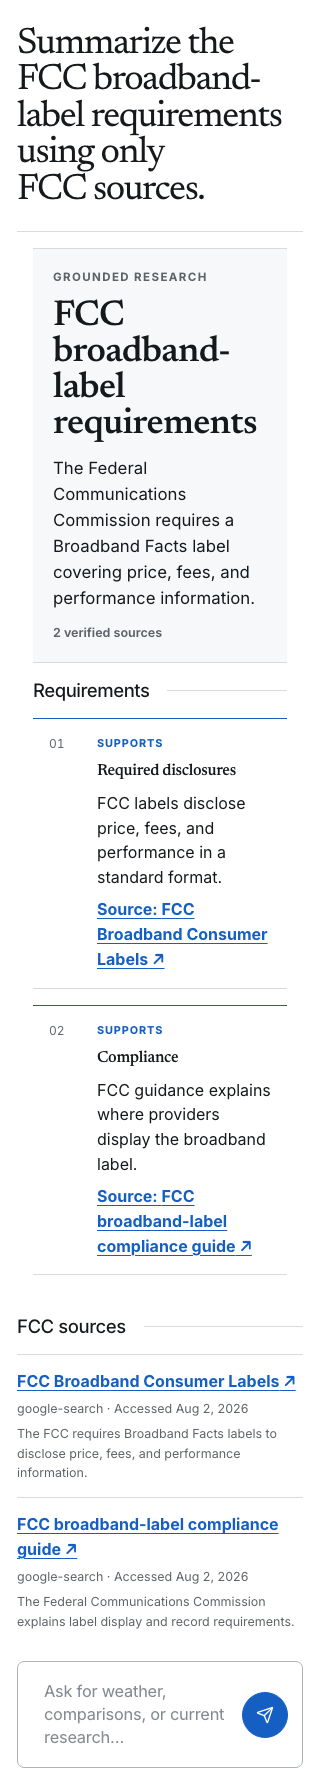 Summarize the
FCC broadband-
label requirements
using only
FCC sources.
GROUNDED RESEARCH
FCC
broadband-
label
requirements
The Federal
Communications
Commission requires a
Broadband Facts label
covering price, fees, and
performance information.
2 verified sources
Requirements
01
SUPPORTS
Required disclosures
FCC labels disclose
price, fees, and
performance in a
standard format.
Source: FCC
Broadband Consumer
Labels ↗
02
SUPPORTS
Compliance
FCC guidance explains
where providers
display the broadband
label.
Source: FCC
broadband-label
compliance guide ↗
FCC sources
FCC Broadband Consumer Labels ↗
google-search · Accessed Aug 2, 2026
The FCC requires Broadband Facts labels to
disclose price, fees, and performance
information.
FCC broadband-label compliance
guide ↗
google-search · Accessed Aug 2, 2026
The Federal Communications Commission
explains label display and record requirements.
Ask for weather,
comparisons, or current
research...